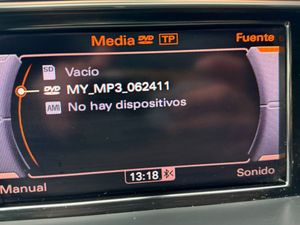 Media DVD TP
Fuente
SD Vacío
DVD MY_MP3_062411
AMI No hay dispositivos
Manual
13:18
Sonido